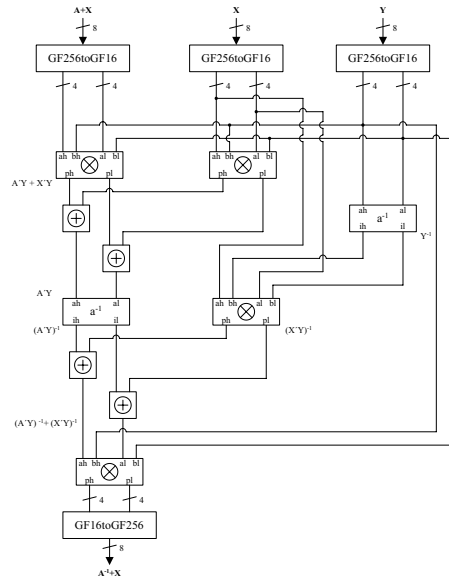 A+X X Y
8 8 8
GF256toGF16 GF256toGF16 GF256toGF16
4 4 4 4 4 4
ah bh al bl ah bh al bl
ph pl ph pl
A´Y + X´Y
ah al
a⁻¹
ih il
Y⁻¹
A´Y
ah al
a⁻¹
ih il
(A´Y)⁻¹
ah bh al bl
ph pl
(X´Y)⁻¹
(A´Y)⁻¹+ (X´Y)⁻¹
ah bh al bl
ph pl
4 4
GF16toGF256
8
A⁻¹+X